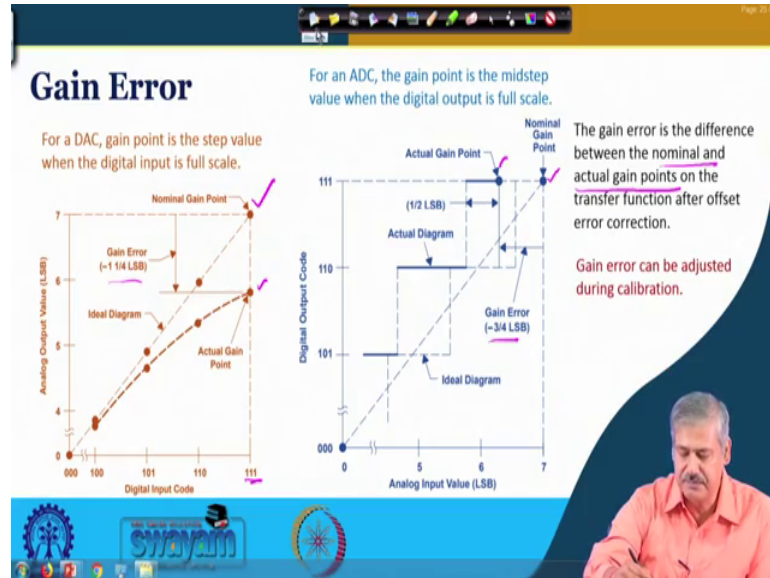 Page 35
Gain Error
For a DAC, gain point is the step value
when the digital input is full scale.
Nominal Gain Point
7
Gain Error
(–1 1/4 LSB)
6
Ideal Diagram
Actual Gain
Point
5
4
0
Analog Output Value (LSB)
000
100
101
110
111
Digital Input Code
For an ADC, the gain point is the midstep
value when the digital output is full scale.
Nominal
Gain
Point
Actual Gain Point
111
(1/2 LSB)
Actual Diagram
110
Gain Error
(–3/4 LSB)
101
Ideal Diagram
000
Digital Output Code
0
5
6
7
Analog Input Value (LSB)
The gain error is the difference
between the nominal and
actual gain points on the
transfer function after offset
error correction.
Gain error can be adjusted
during calibration.
swayam